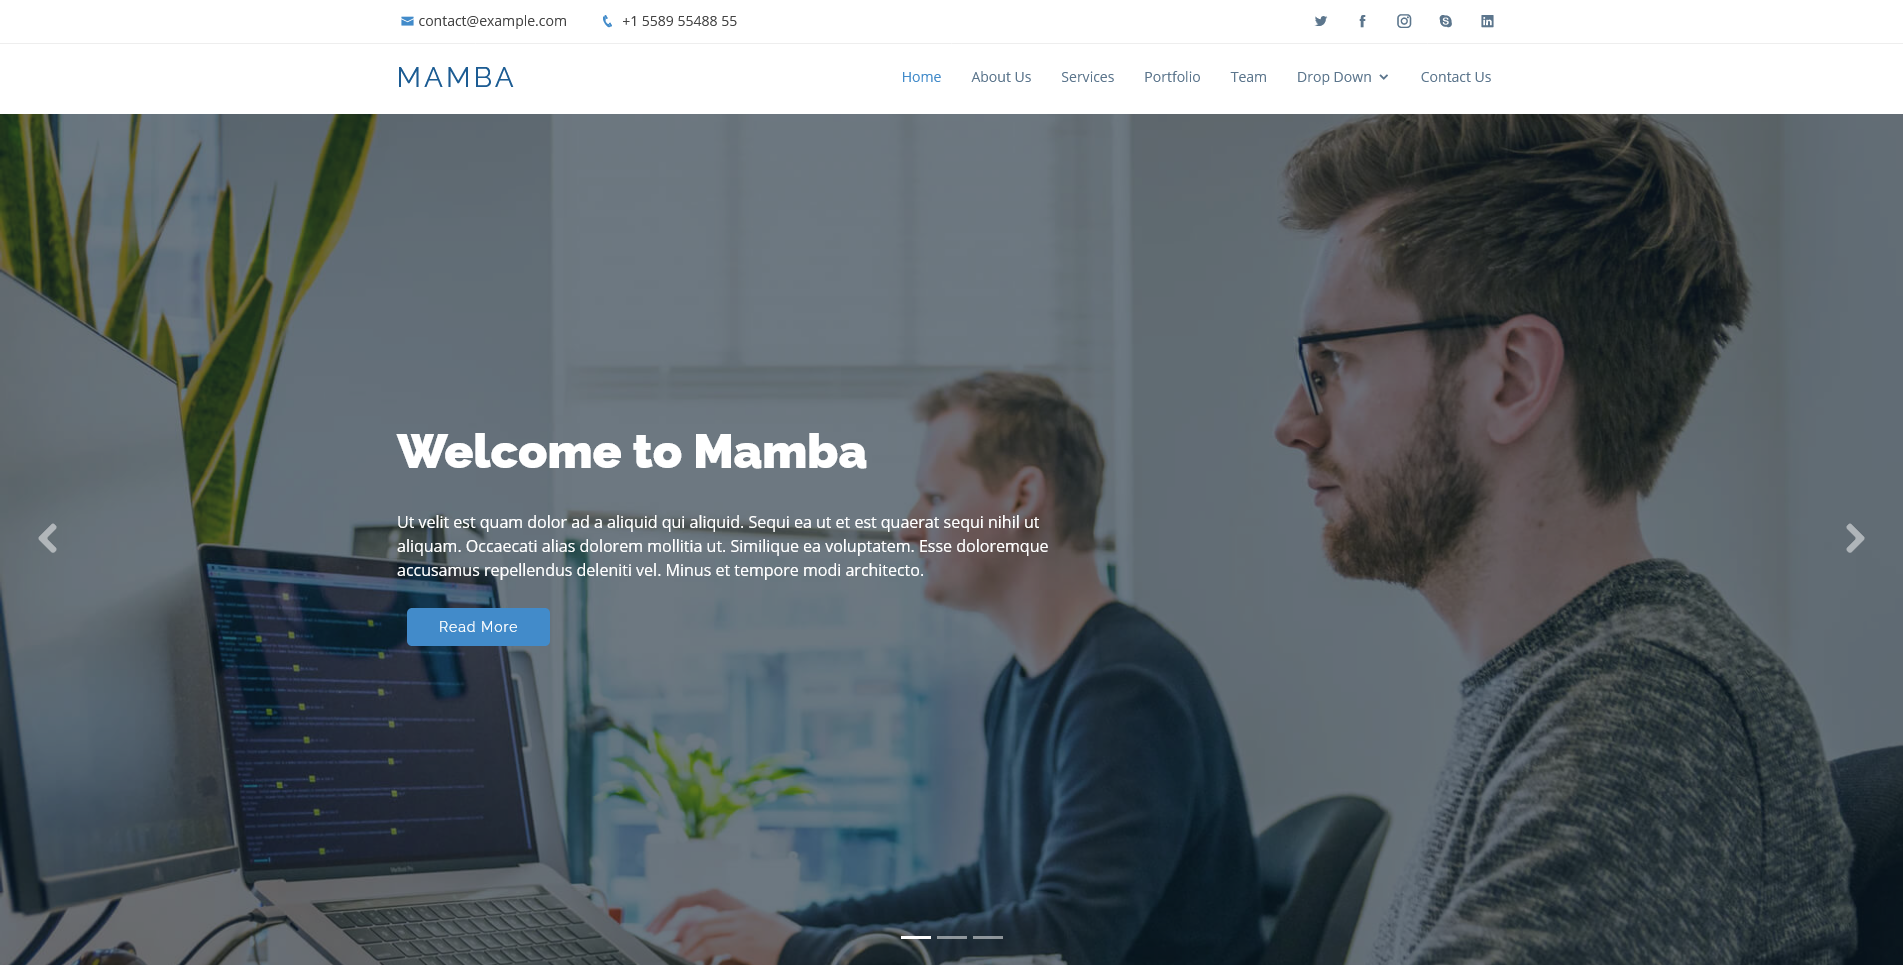 contact@example.com +1 5589 55488 55
MAMBA
Home About Us Services Portfolio Team Drop Down Contact Us
Welcome to Mamba
Ut velit est quam dolor ad a aliquid qui aliquid. Sequi ea ut et est quaerat sequi nihil ut
aliquam. Occaecati alias dolorem mollitia ut. Similique ea voluptatem. Esse doloremque
accusamus repellendus deleniti vel. Minus et tempore modi architecto.
Read More